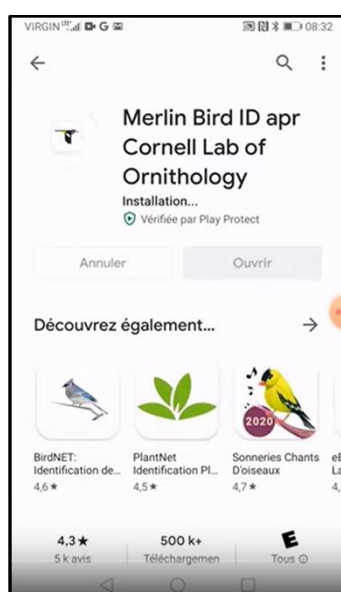 VIRGIN 08:32
Merlin Bird ID apr
Cornell Lab of
Ornithology
Installation...
Vérifiée par Play Protect
Annuler Ouvrir
Découvrez également...
2020
BirdNET: PlantNet Sonneries Chants
Identification de... Identification Pl... D'oiseaux
4,6★ 4,5★ 4,7★
4,3★ 500 k+ E
5 k avis Téléchargemen Tous